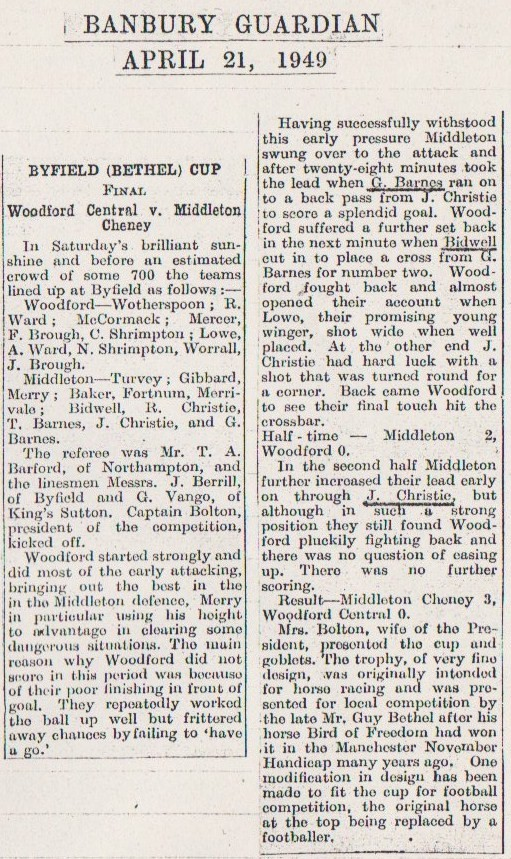 BANBURY GUARDIAN
APRIL 21, 1949
BYFIELD (BETHEL) CUP
FINAL
Woodford Central v. Middleton
Cheney
In Saturday's brilliant sun-
shine and before an estimated
crowd of some 700 the teams
lined up at Byfield as follows :—
Woodford—Wotherspoon ; R.
Ward ; McCormack ; Mercer,
F. Brough, C. Shrimpton ; Lowe,
A. Ward, N. Shrimpton, Worrall,
J. Brough.
Middleton—Turvey ; Gibbard,
Merry ; Baker, Fortnum, Merri-
vale ; Bidwell, R. Christie,
T. Barnes, J. Christie, and G.
Barnes.
The referee was Mr. T. A.
Barford, of Northampton, and
the linesmen Messrs. J. Berrill,
of Byfield and G. Vango, of
King's Sutton. Captain Bolton,
president of the competition,
kicked off.
Woodford started strongly and
did most of the early attacking,
bringing out the best in the
in the Middleton defence, Merry
in particular using his height
to advantage in clearing some
dangerous situations. The main
reason why Woodford did not
score in this period was because
of their poor finishing in front of
goal. They repeatedly worked
the ball up well but frittered
away chances by failing to 'have
a go.'
Having successfully withstood
this early pressure Middleton
swung over to the attack and
after twenty-eight minutes took
the lead when G. Barnes ran on
to a back pass from J. Christie
to score a splendid goal. Wood-
ford suffered a further set back
in the next minute when Bidwell
cut in to place a cross from G.
Barnes for number two. Wood-
ford fought back and almost
opened their account when
Lowe, their promising young
winger, shot wide when well
placed. At the other end J.
Christie had hard luck with a
shot that was turned round for
a corner. Back came Woodford
to see their final touch hit the
crossbar.
Half-time — Middleton 2,
Woodford 0.
In the second half Middleton
further increased their lead early
on through J. Christie, but
although in such a strong
position they still found Wood-
ford pluckily fighting back and
there was no question of easing
up. There was no further
scoring.
Result—Middleton Cheney 3,
Woodford Central 0.
Mrs. Bolton, wife of the Pre-
sident, presented the cup and
goblets. The trophy, of very fine
design, was originally intended
for horse racing and was pre-
sented for local competition by
the late Mr. Guy Bethel after his
horse Bird of Freedom had won
it in the Manchester November
Handicap many years ago. One
modification in design has been
made to fit the cup for football
competition, the original horse
at the top being replaced by a
footballer.